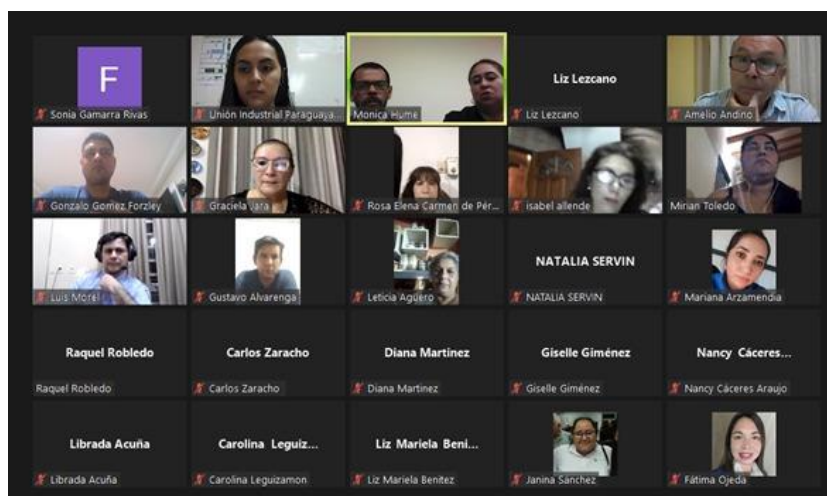 F
Sonia Gamarra Rivas
Unión Industrial Paraguaya...
Monica Hume
Liz Lezcano
Liz Lezcano
Amelio Andino
Gonzalo Gomez Forzley
Graciela Jara
Rosa Elena Carmen de Pér...
isabel allende
Mirian Toledo
Luis Morel
Gustavo Alvarenga
Leticia Agüero
NATALIA SERVIN
NATALIA SERVIN
Mariana Arzamendia
Raquel Robledo
Raquel Robledo
Carlos Zaracho
Carlos Zaracho
Diana Martinez
Diana Martinez
Giselle Giménez
Giselle Giménez
Nancy Cáceres...
Nancy Cáceres Araujo
Librada Acuña
Librada Acuña
Carolina Leguiz...
Carolina Leguizamon
Liz Mariela Beni...
Liz Mariela Benitez
Janina Sánchez
Fátima Ojeda